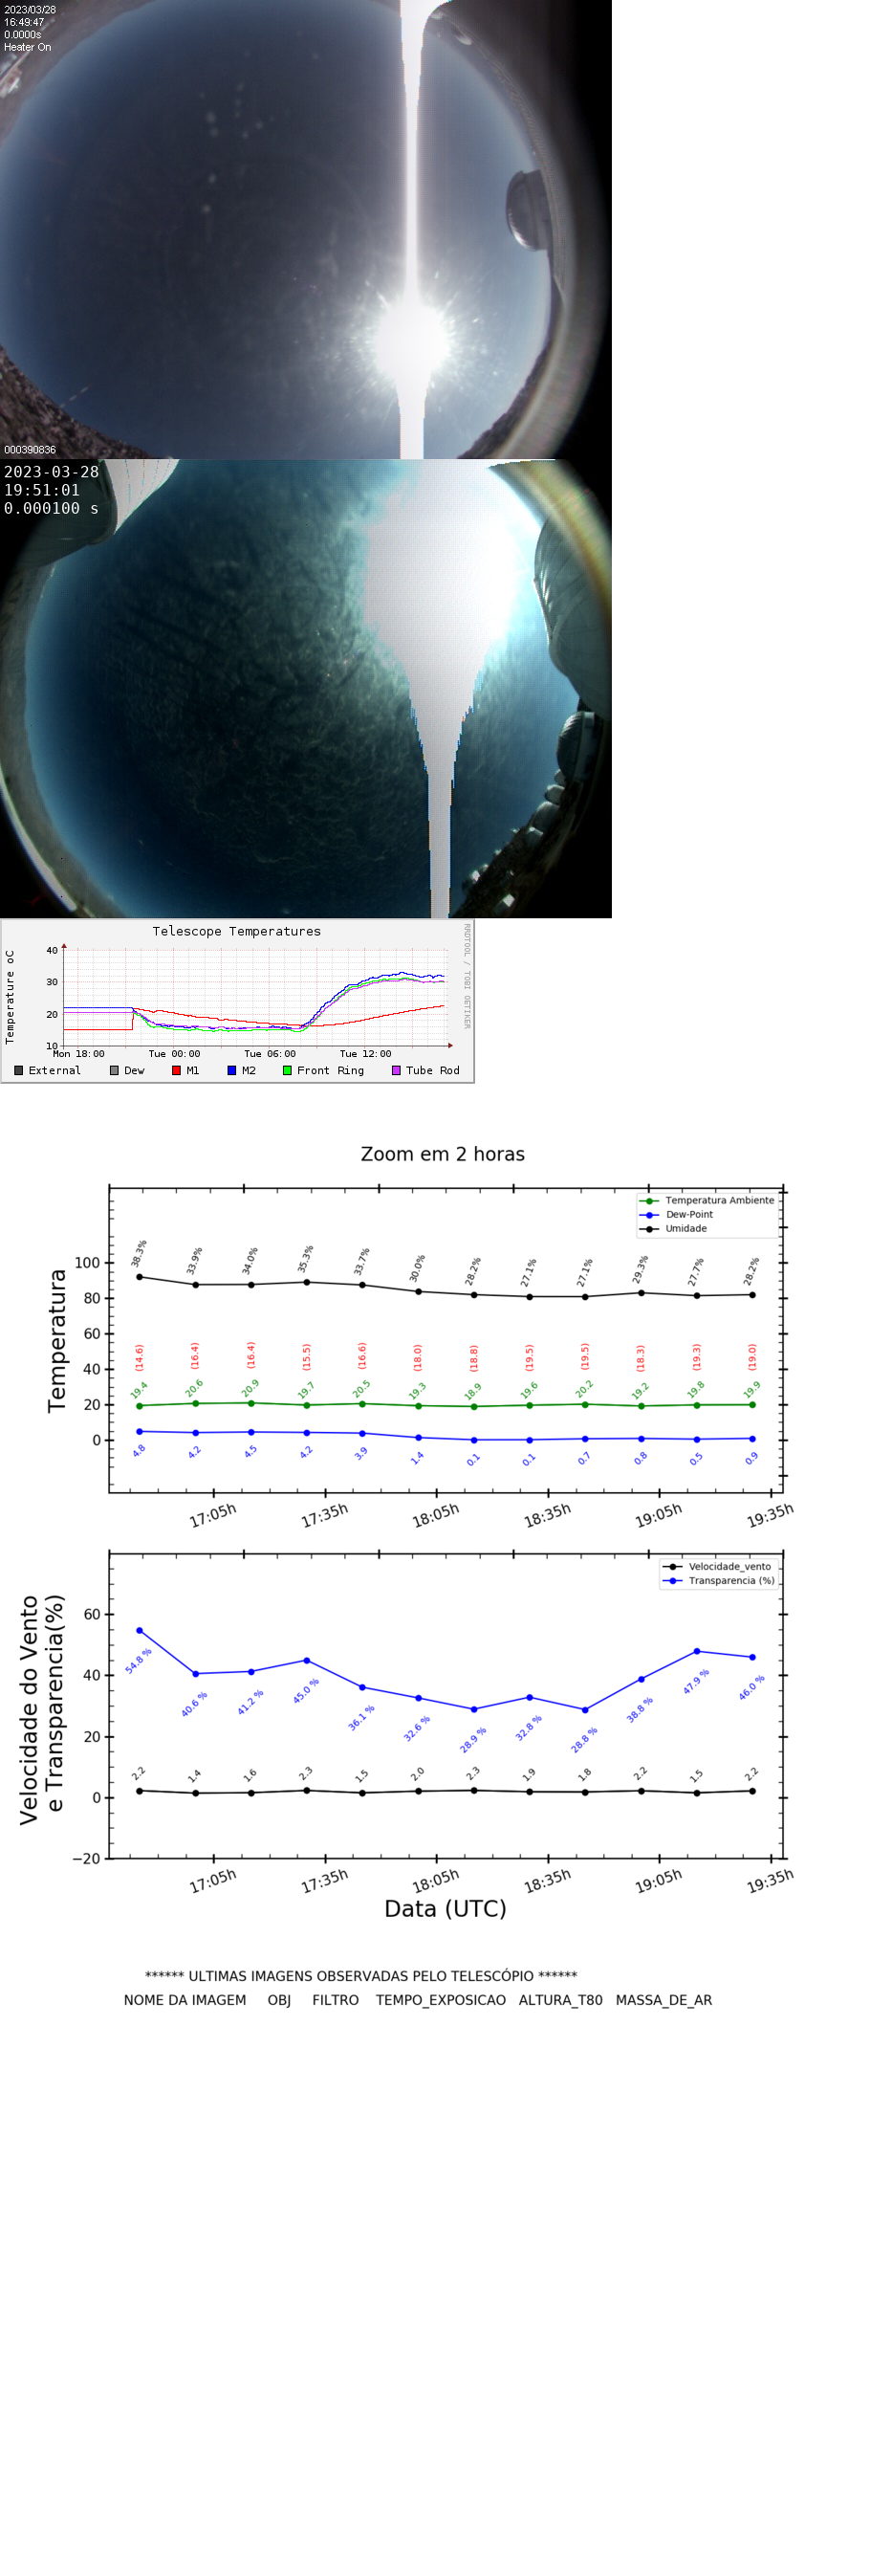 2023/03/28
16:49:47
0.0000s
Heater On
000390836
2023-03-28
19:51:01
0.000100 s
Telescope Temperatures
RRDTOOL / TOBI OETIKER
Temperature oC
40
30
20
10
Mon 18:00 Tue 00:00 Tue 06:00 Tue 12:00
External Dew M1 M2 Front Ring Tube Rod
Zoom em 2 horas
Temperatura Ambiente
Dew-Point
Umidade
Temperatura
100
80
60
40
20
0
38.3% 33.9% 34.0% 35.3% 33.7% 30.0% 28.2% 27.1% 27.1% 29.3% 27.7% 28.2%
(14.6) (16.4) (16.4) (15.5) (16.6) (18.0) (18.8) (19.5) (19.5) (18.3) (19.3) (19.0)
19.4 20.6 20.9 19.7 20.5 19.3 18.9 19.6 20.2 19.2 19.8 19.9
4.8 4.2 4.5 4.2 3.9 1.4 0.1 0.1 0.7 0.8 0.5 0.9
17:05h 17:35h 18:05h 18:35h 19:05h 19:35h
Velocidade_vento
Transparencia (%)
Velocidade do Vento
e Transparencia(%)
60
40
20
0
−20
54.8 % 40.6 % 41.2 % 45.0 % 36.1 % 32.6 % 28.9 % 32.8 % 28.8 % 38.8 % 47.9 % 46.0 %
2.2 1.4 1.6 2.3 1.5 2.0 2.3 1.9 1.8 2.2 1.5 2.2
17:05h 17:35h 18:05h 18:35h 19:05h 19:35h
Data (UTC)
****** ULTIMAS IMAGENS OBSERVADAS PELO TELESCÓPIO ******
NOME DA IMAGEM OBJ FILTRO TEMPO_EXPOSICAO ALTURA_T80 MASSA_DE_AR